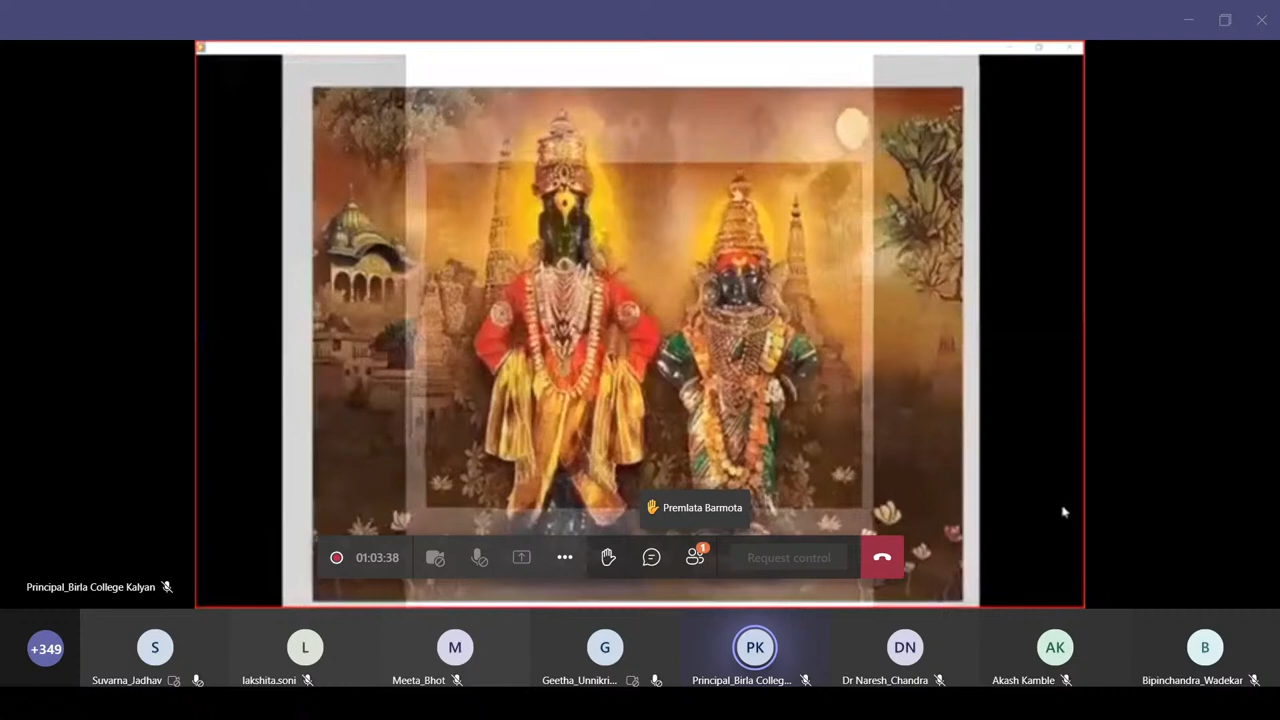 Premlata Barmota
01:03:38
1
Request control
Principal_Birla College Kalyan
+349
S
Suvarna_Jadhav
L
lakshita.soni
M
Meeta_Bhot
G
Geetha_Unnikri...
PK
Principal_Birla Colleg...
DN
Dr Naresh_Chandra
AK
Akash Kamble
B
Bipinchandra_Wadekar